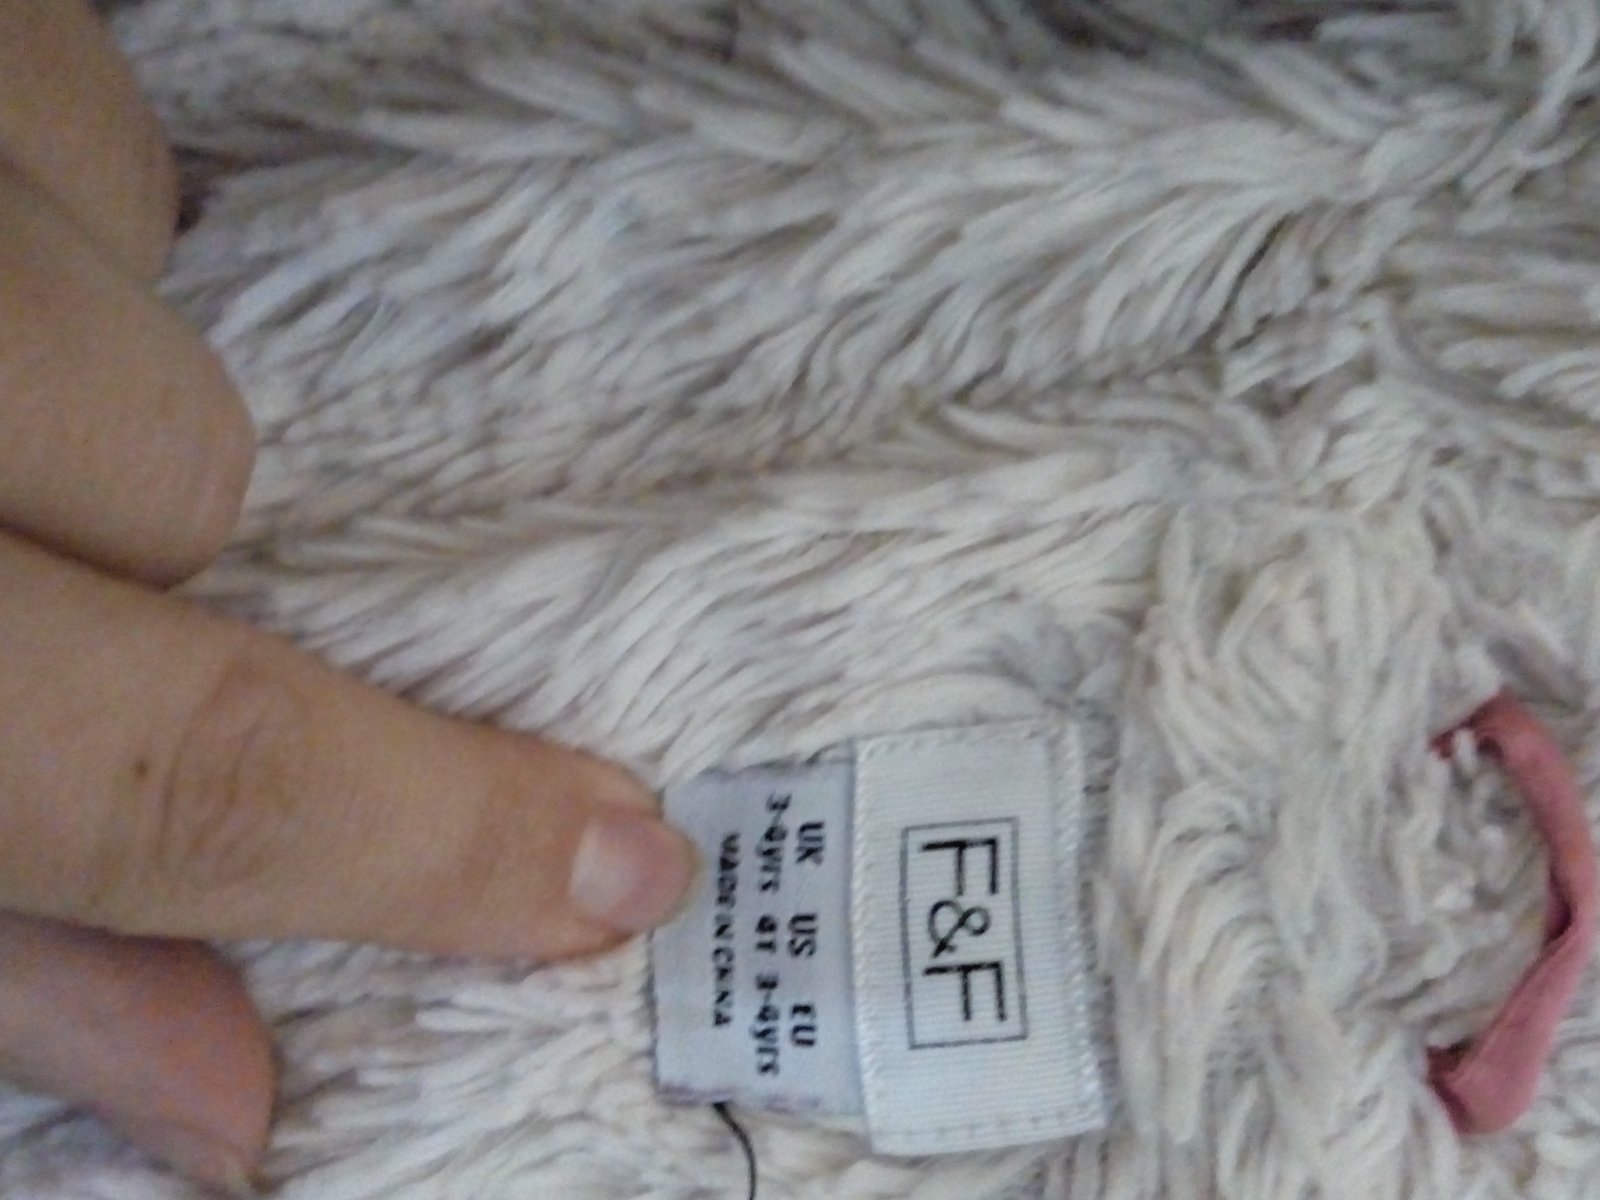 F&F
UK US EU
3-4yrs 4T 3-4yrs
MADE IN CHINA